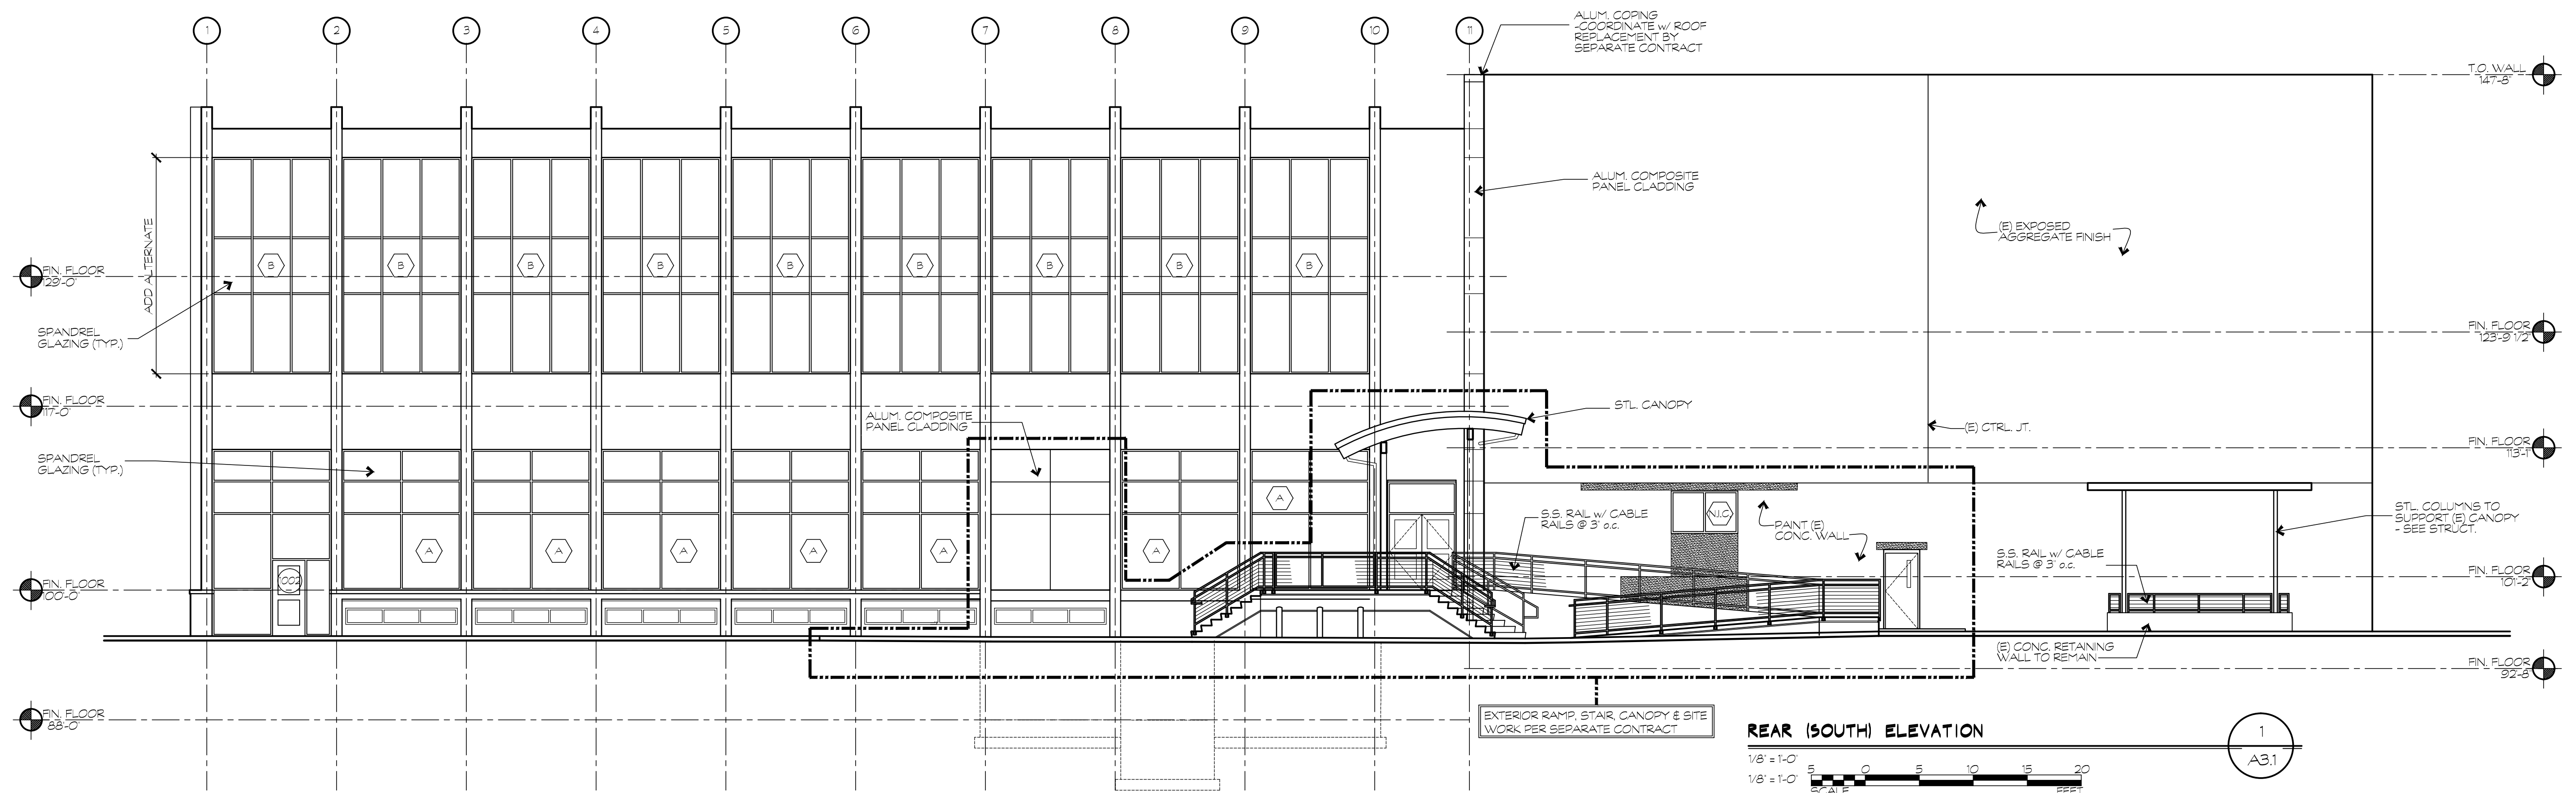 1 2 3 4 5 6 7 8 9 10 11
ALUM. COPING
-COORDINATE w/ ROOF
REPLACEMENT BY
SEPARATE CONTRACT
T.O. WALL
147'-8"
ALUM. COMPOSITE
PANEL CLADDING
ADD ALTERNATE
(E) EXPOSED
AGGREGATE FINISH
B B B B B B B B B
FIN. FLOOR
129'-0"
SPANDREL
GLAZING (TYP.)
FIN. FLOOR
123'-9 1/2"
FIN. FLOOR
117'-0"
ALUM. COMPOSITE
PANEL CLADDING
STL. CANOPY
(E) CTRL. JT.
FIN. FLOOR
113'-1"
SPANDREL
GLAZING (TYP.)
A
A A A A A A
S.S. RAIL w/ CABLE
RAILS @ 3" o.c.
N.I.C.
PAINT (E)
CONC. WALL
STL. COLUMNS TO
SUPPORT (E) CANOPY
- SEE STRUCT.
S.S. RAIL w/ CABLE
RAILS @ 3" o.c.
1002
FIN. FLOOR
100'-0"
FIN. FLOOR
101'-2"
(E) CONC. RETAINING
WALL TO REMAIN
FIN. FLOOR
92'-8"
FIN. FLOOR
88'-0"
EXTERIOR RAMP, STAIR, CANOPY & SITE
WORK PER SEPARATE CONTRACT
REAR (SOUTH) ELEVATION
1
A3.1
1/8" = 1'-0"
1/8" = 1'-0"
5 0 5 10 15 20
SCALE FEET